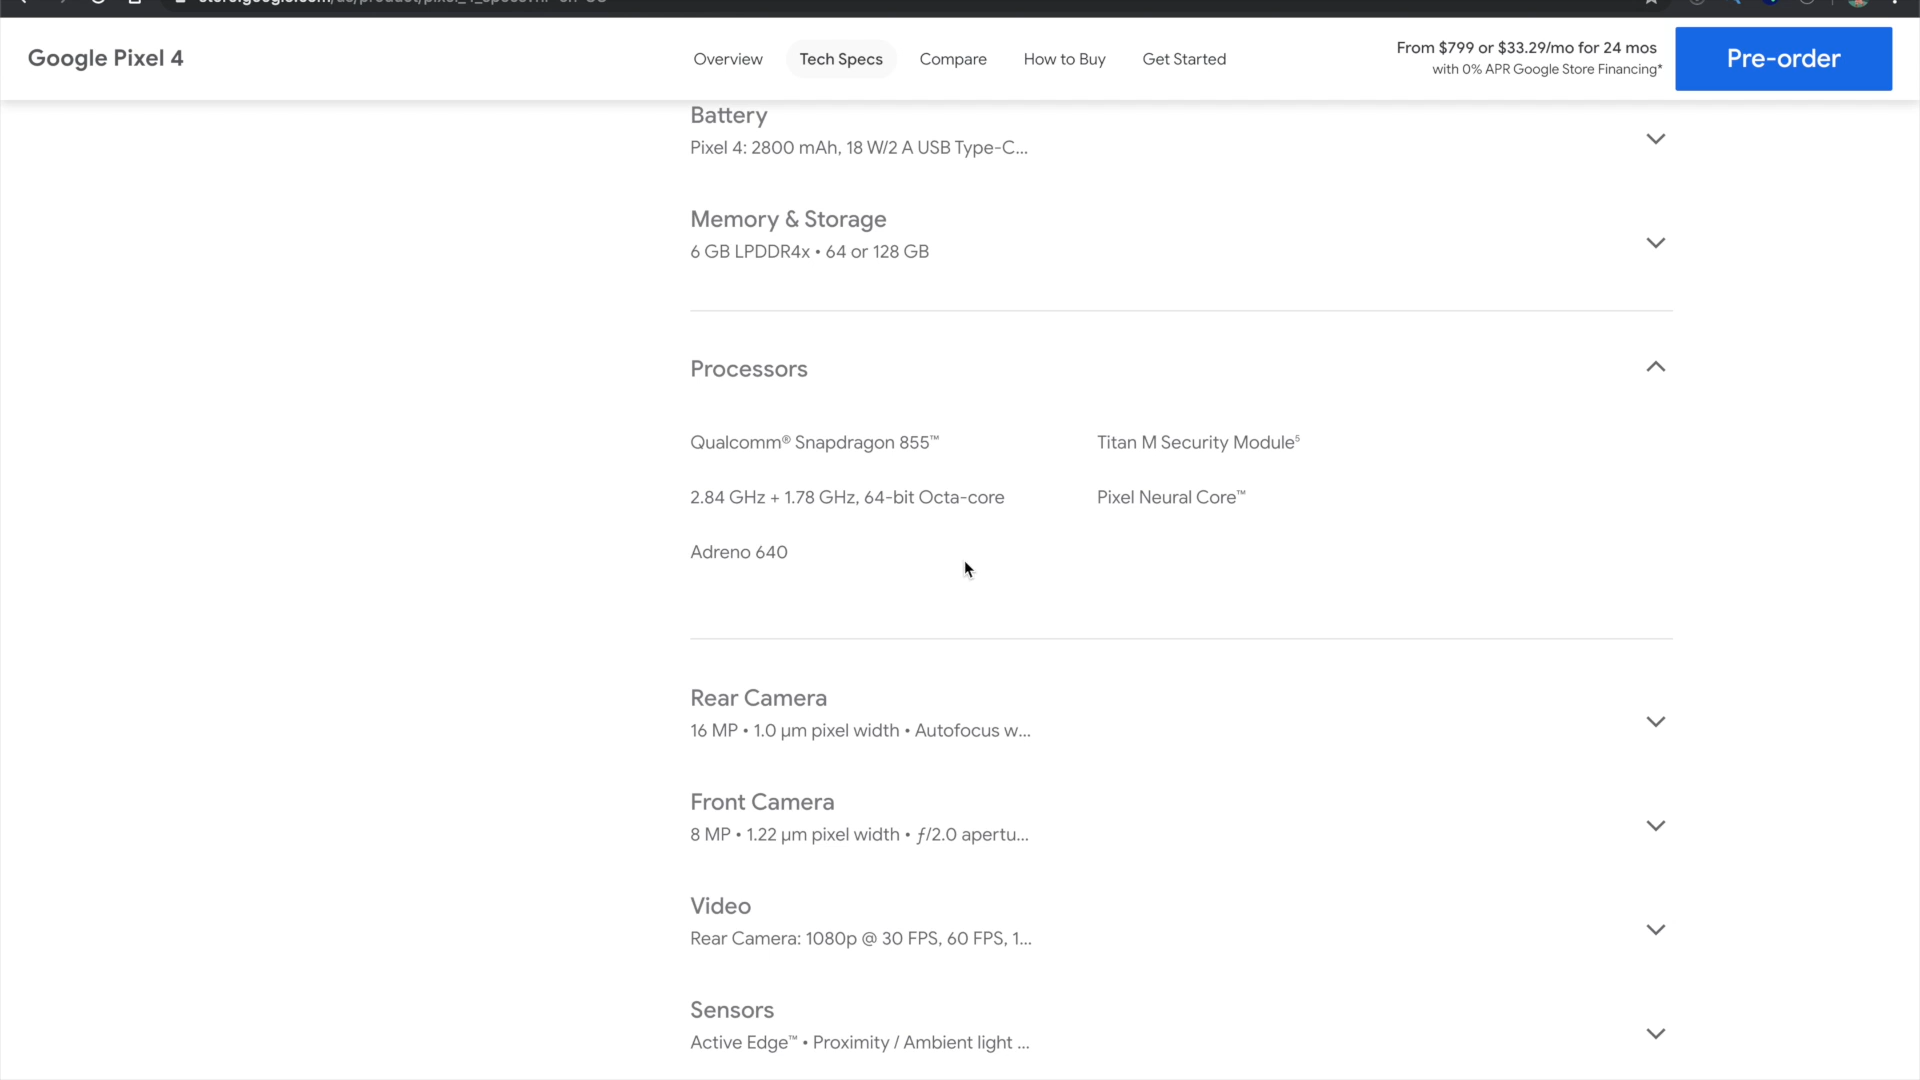 Google Pixel 4
Overview
Tech Specs
Compare
How to Buy
Get Started
From $799 or $33.29/mo for 24 mos
with 0% APR Google Store Financing*
Pre-order
Battery
Pixel 4: 2800 mAh, 18 W/2 A USB Type-C...
Memory & Storage
6 GB LPDDR4x • 64 or 128 GB
Processors
Qualcomm® Snapdragon 855™
Titan M Security Module⁵
2.84 GHz + 1.78 GHz, 64-bit Octa-core
Pixel Neural Core™
Adreno 640
Rear Camera
16 MP • 1.0 μm pixel width • Autofocus w...
Front Camera
8 MP • 1.22 μm pixel width • ƒ/2.0 apertu...
Video
Rear Camera: 1080p @ 30 FPS, 60 FPS, 1...
Sensors
Active Edge™ • Proximity / Ambient light ...